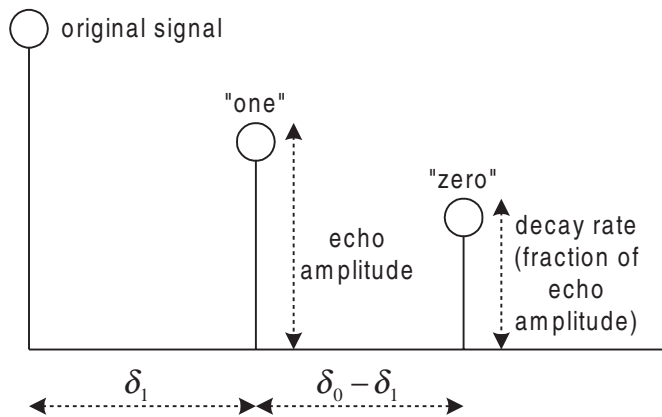 original signal
"one"
"zero"
echo
amplitude
decay rate
(fraction of
echo
amplitude)
δ₁
δ₀ − δ₁